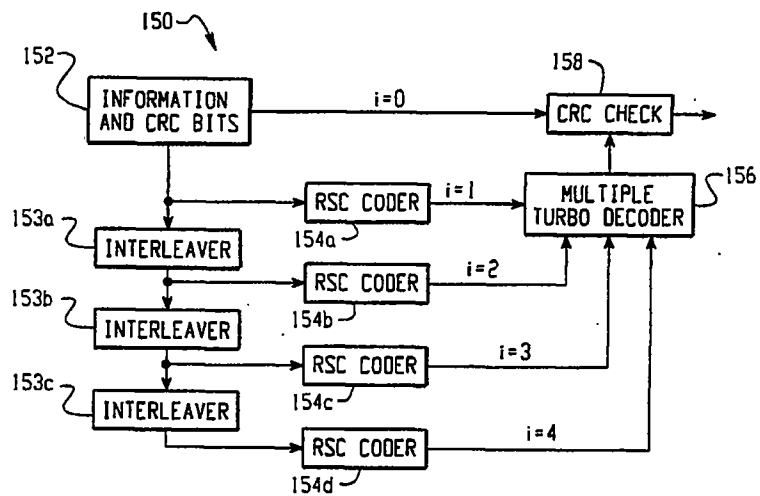 150
152
INFORMATION
AND CRC BITS
i=0
158
CRC CHECK
153a
INTERLEAVER
RSC CODER
154a
i=1
MULTIPLE
TURBO DECODER
156
153b
INTERLEAVER
RSC CODER
154b
i=2
153c
INTERLEAVER
RSC CODER
154c
i=3
RSC CODER
154d
i=4